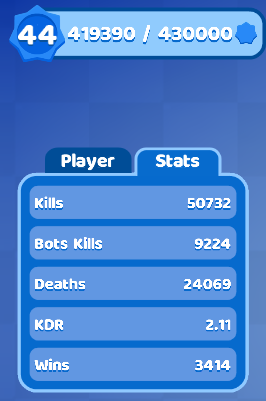 44 419390 / 430000
Player Stats
Kills 50732
Bots Kills 9224
Deaths 24069
KDR 2.11
Wins 3414